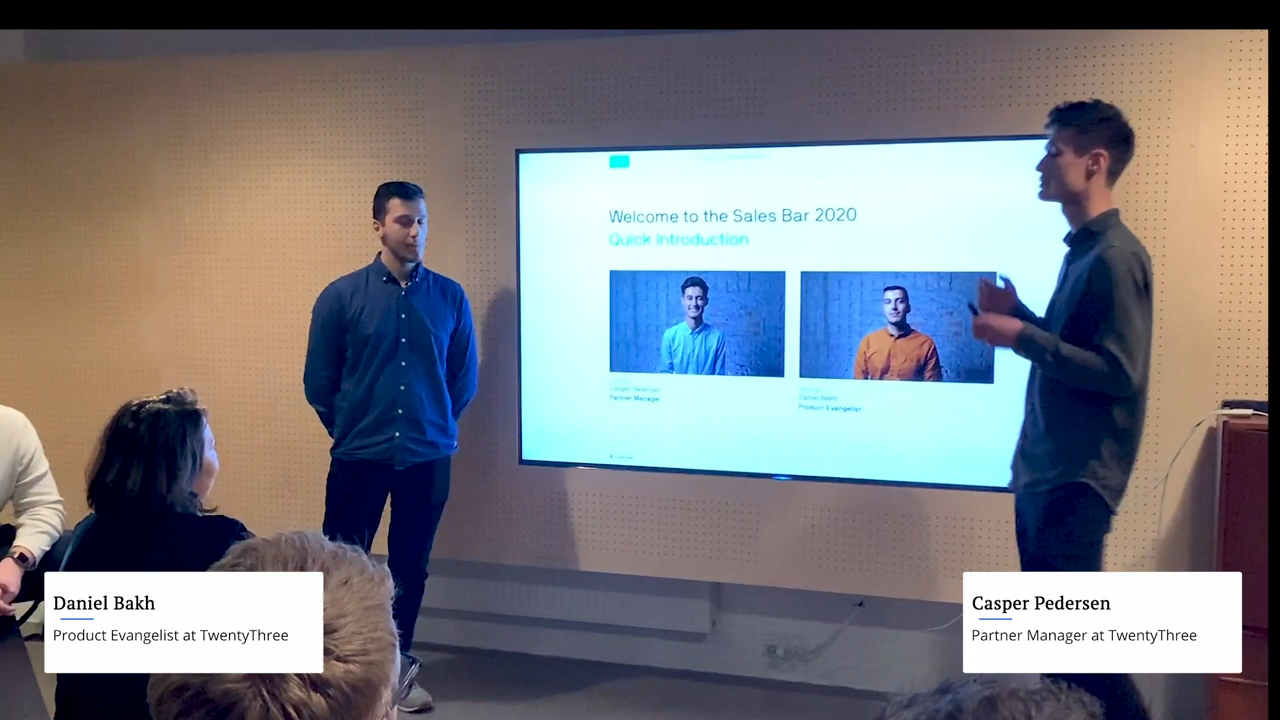 Welcome to the Sales Bar 2020
Quick Introduction
Casper Pedersen
Partner Manager
Daniel Bakh
Product Evangelist
Daniel Bakh
Product Evangelist at TwentyThree
Casper Pedersen
Partner Manager at TwentyThree